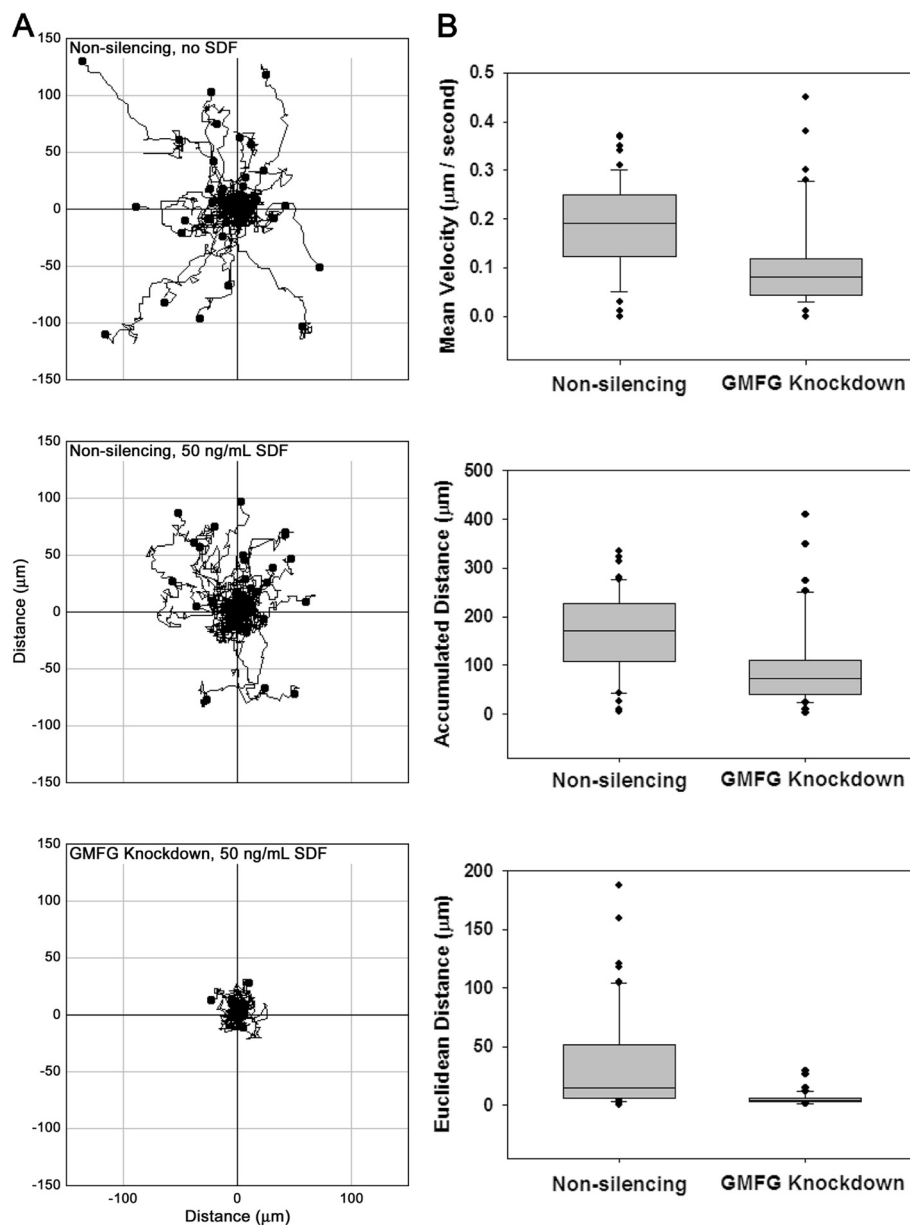 A
Non-silencing, no SDF
150
100
50
0
-50
-100
-150
Non-silencing, 50 ng/mL SDF
150
100
50
0
-50
-100
-150
Distance (μm)
GMFG Knockdown, 50 ng/mL SDF
150
100
50
0
-50
-100
-150
-100 0 100
Distance (μm)
B
Mean Velocity (μm / second)
0.5
0.4
0.3
0.2
0.1
0.0
Non-silencing GMFG Knockdown
Accumulated Distance (μm)
500
400
300
200
100
0
Non-silencing GMFG Knockdown
Euclidean Distance (μm)
200
150
100
50
0
Non-silencing GMFG Knockdown